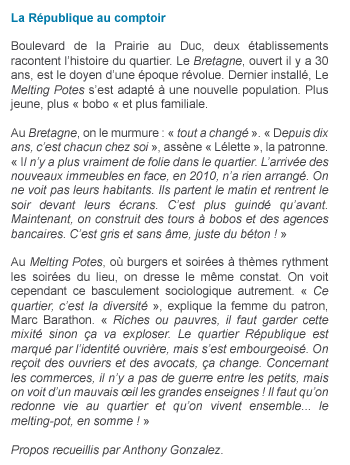 La République au comptoir
Boulevard de la Prairie au Duc, deux établissements
racontent l'histoire du quartier. Le Bretagne, ouvert il y a 30
ans, est le doyen d'une époque révolue. Dernier installé, Le
Melting Potes s'est adapté à une nouvelle population. Plus
jeune, plus « bobo « et plus familiale.
Au Bretagne, on le murmure : « tout a changé ». « Depuis dix
ans, c'est chacun chez soi », assène « Lélette », la patronne.
« Il n'y a plus vraiment de folie dans le quartier. L'arrivée des
nouveaux immeubles en face, en 2010, n'a rien arrangé. On
ne voit pas leurs habitants. Ils partent le matin et rentrent le
soir devant leurs écrans. C'est plus guindé qu'avant.
Maintenant, on construit des tours à bobos et des agences
bancaires. C'est gris et sans âme, juste du béton ! »
Au Melting Potes, où burgers et soirées à thèmes rythment
les soirées du lieu, on dresse le même constat. On voit
cependant ce basculement sociologique autrement. « Ce
quartier, c'est la diversité », explique la femme du patron,
Marc Barathon. « Riches ou pauvres, il faut garder cette
mixité sinon ça va exploser. Le quartier République est
marqué par l'identité ouvrière, mais s'est embourgeoisé. On
reçoit des ouvriers et des avocats, ça change. Concernant
les commerces, il n'y a pas de guerre entre les petits, mais
on voit d'un mauvais œil les grandes enseignes ! Il faut qu'on
redonne vie au quartier et qu'on vivent ensemble... le
melting-pot, en somme ! »
Propos recueillis par Anthony Gonzalez.